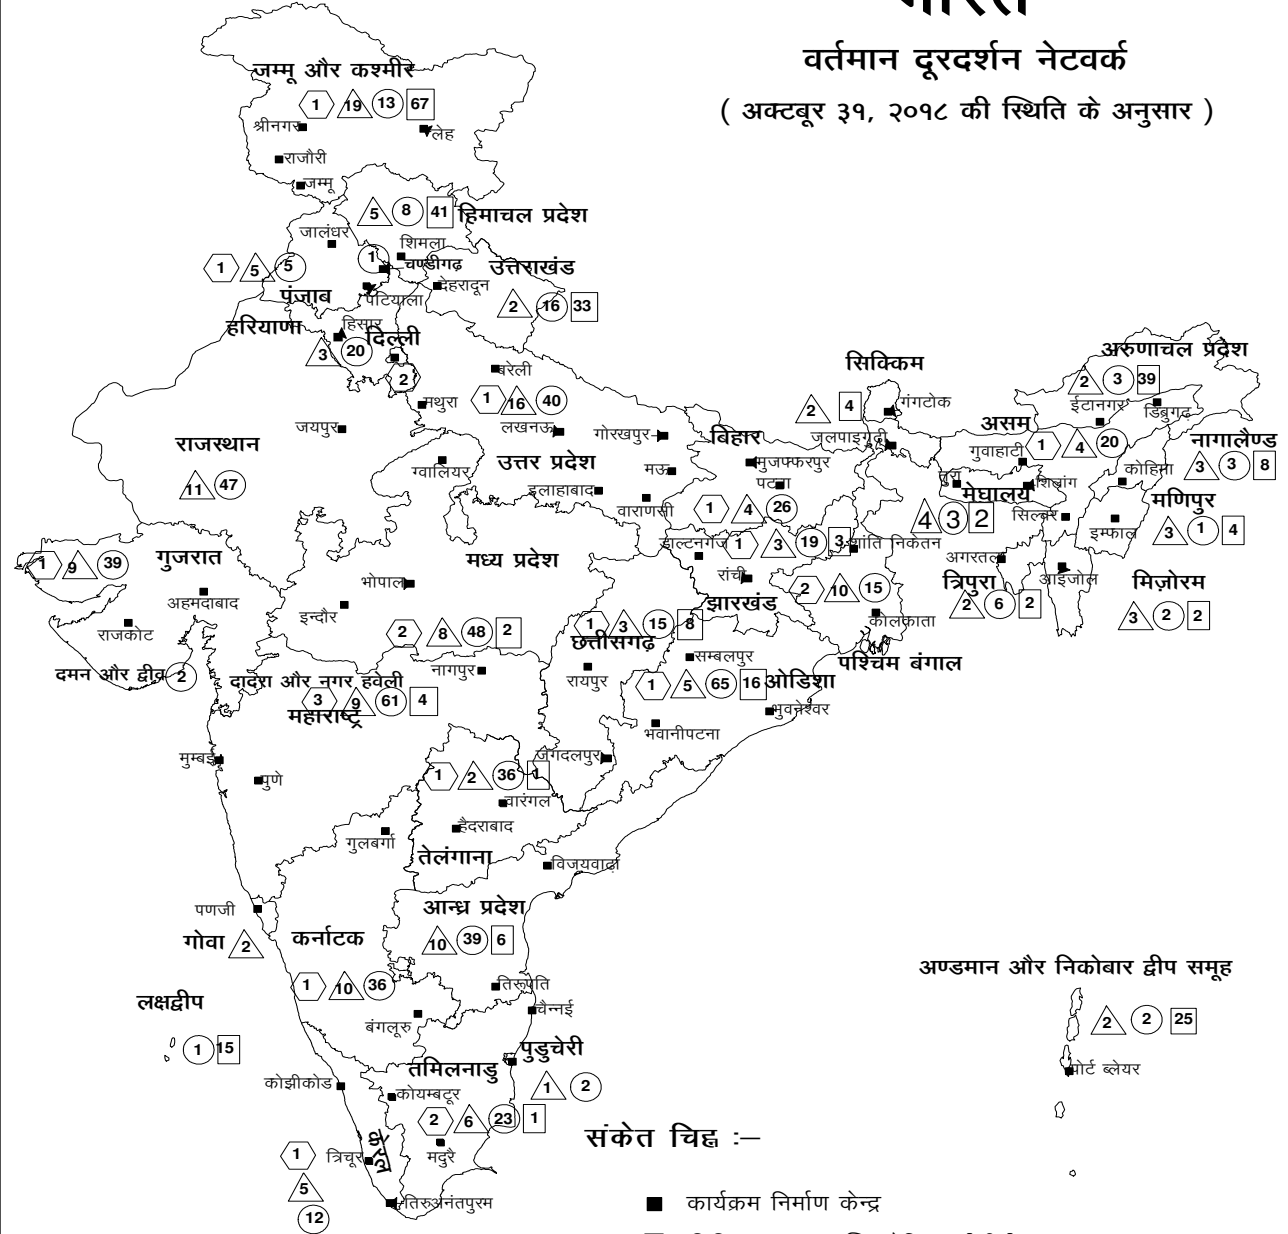 वर्तमान दूरदर्शन नेटवर्क
( अक्टबूर ३१, २०१८ की स्थिति के अनुसार )
जम्मू और कश्मीर
1 19 13 67
श्रीनगर
लेह
राजौरी
जम्मू
5 8 41 हिमाचल प्रदेश
जालंधर
शिमला
1
चण्डीगढ़
1 5 5
पंजाब
पटियाला
उत्तराखंड
देहरादून
2 16 33
हरियाणा
हिसार
3 20
दिल्ली
2
बरेली
मथुरा
1 16 40
लखनऊ
गोरखपुर
जयपुर
राजस्थान
11 47
ग्वालियर
उत्तर प्रदेश
मऊ
इलाहाबाद
वाराणसी
सिक्किम
2 4
गंगटोक
जलपाइगुड़ी
बिहार
मुजफ्फरपुर
पटना
1 4 26
अरुणाचल प्रदेश
2 3 39
ईटानगर
डिब्रुगढ़
असम
1 4 20
गुवाहाटी
नागालैण्ड
3 3 8
कोहिमा
तुरा
शिलांग
मेघालय
4 3 2
मणिपुर
3 1 4
सिल्चर
इम्फाल
अगरतला
त्रिपुरा
2 6 2
आइजोल
मिज़ोरम
3 2 2
डाल्टनगंज
1 3 19 3
शांति निकेतन
रांची
झारखंड
2 10 15
कोलकाता
पश्चिम बंगाल
1 9 39
गुजरात
अहमदाबाद
राजकोट
दमन और द्वीव 2
मध्य प्रदेश
भोपाल
इन्दौर
2 8 48 2
1 3 15 8
छत्तीसगढ़
रायपुर
जगदलपुर
सम्बलपुर
1 5 65 16 ओडिशा
भुवनेश्वर
भवानीपटना
दादरा और नगर हवेली
नागपुर
3 9 61 4
महाराष्ट्र
मुम्बई
पुणे
1 2 36 1
वारंगल
हैदराबाद
तेलंगाना
गुलबर्गा
विजयवाढ़ा
पणजी
गोवा 2
आन्ध्र प्रदेश
10 39 6
तिरूपति
कर्नाटक
1 10 36
बंगलूरु
चैन्नई
लक्षद्वीप
1 15
पुडुचेरी
1 2
तमिलनाडु
कोयम्बटूर
2 6 23 1
मदुरै
कोझीकोड
केरल
1
5
12
त्रिचूर
तिरुअनंतपुरम
अण्डमान और निकोबार द्वीप समूह
2 2 25
पोर्ट ब्लेयर
संकेत चिह्न :–
कार्यक्रम निर्माण केन्द्र